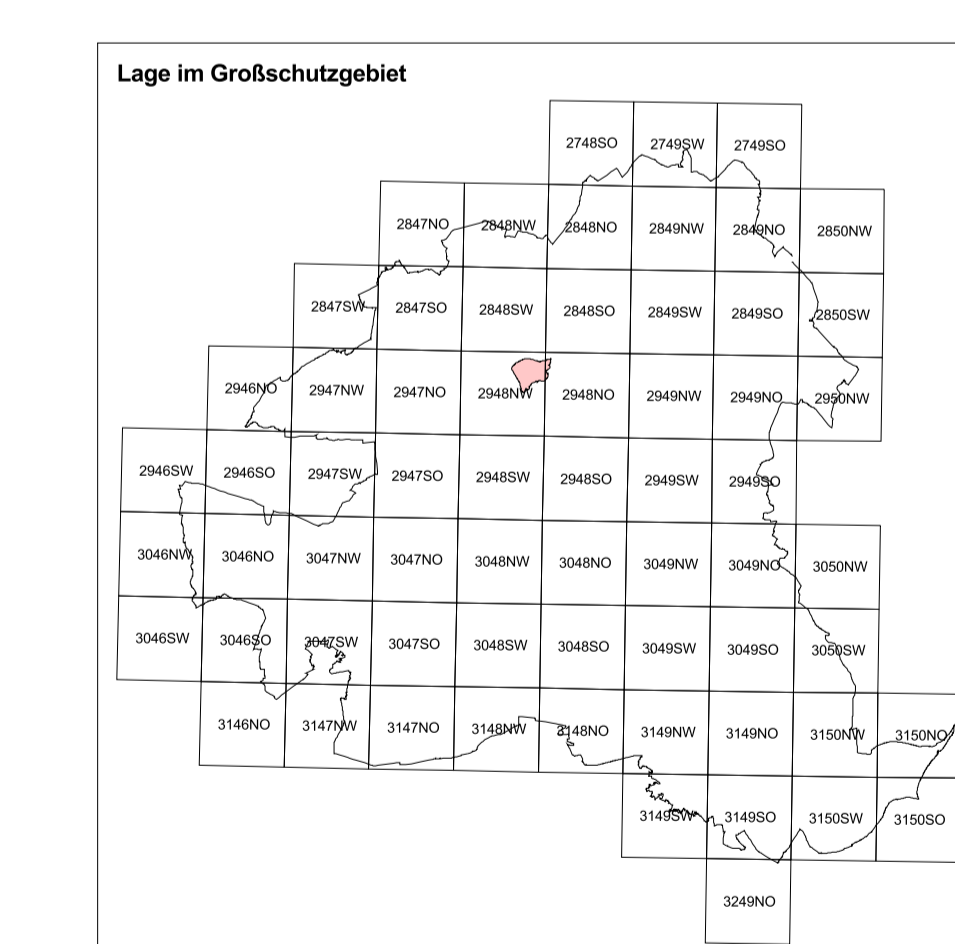 Lage im Großschutzgebiet
2748SO 2749SW 2749SO
2847NO 2848NW 2848NO 2849NW 2849NO 2850NW
2847SW 2847SO 2848SW 2848SO 2849SW 2849SO 2850SW
2946NO 2947NW 2947NO 2948NW 2948NO 2949NW 2949NO 2950NW
2946SW 2946SO 2947SW 2947SO 2948SW 2948SO 2949SW 2949SO
3046NW 3046NO 3047NW 3047NO 3048NW 3048NO 3049NW 3049NO 3050NW
3046SW 3046SO 3047SW 3047SO 3048SW 3048SO 3049SW 3049SO 3050SW
3146NO 3147NW 3147NO 3148NW 3148NO 3149NW 3149NO 3150NW 3150NO
3149SW 3149SO 3150SW 3150SO
3249NO